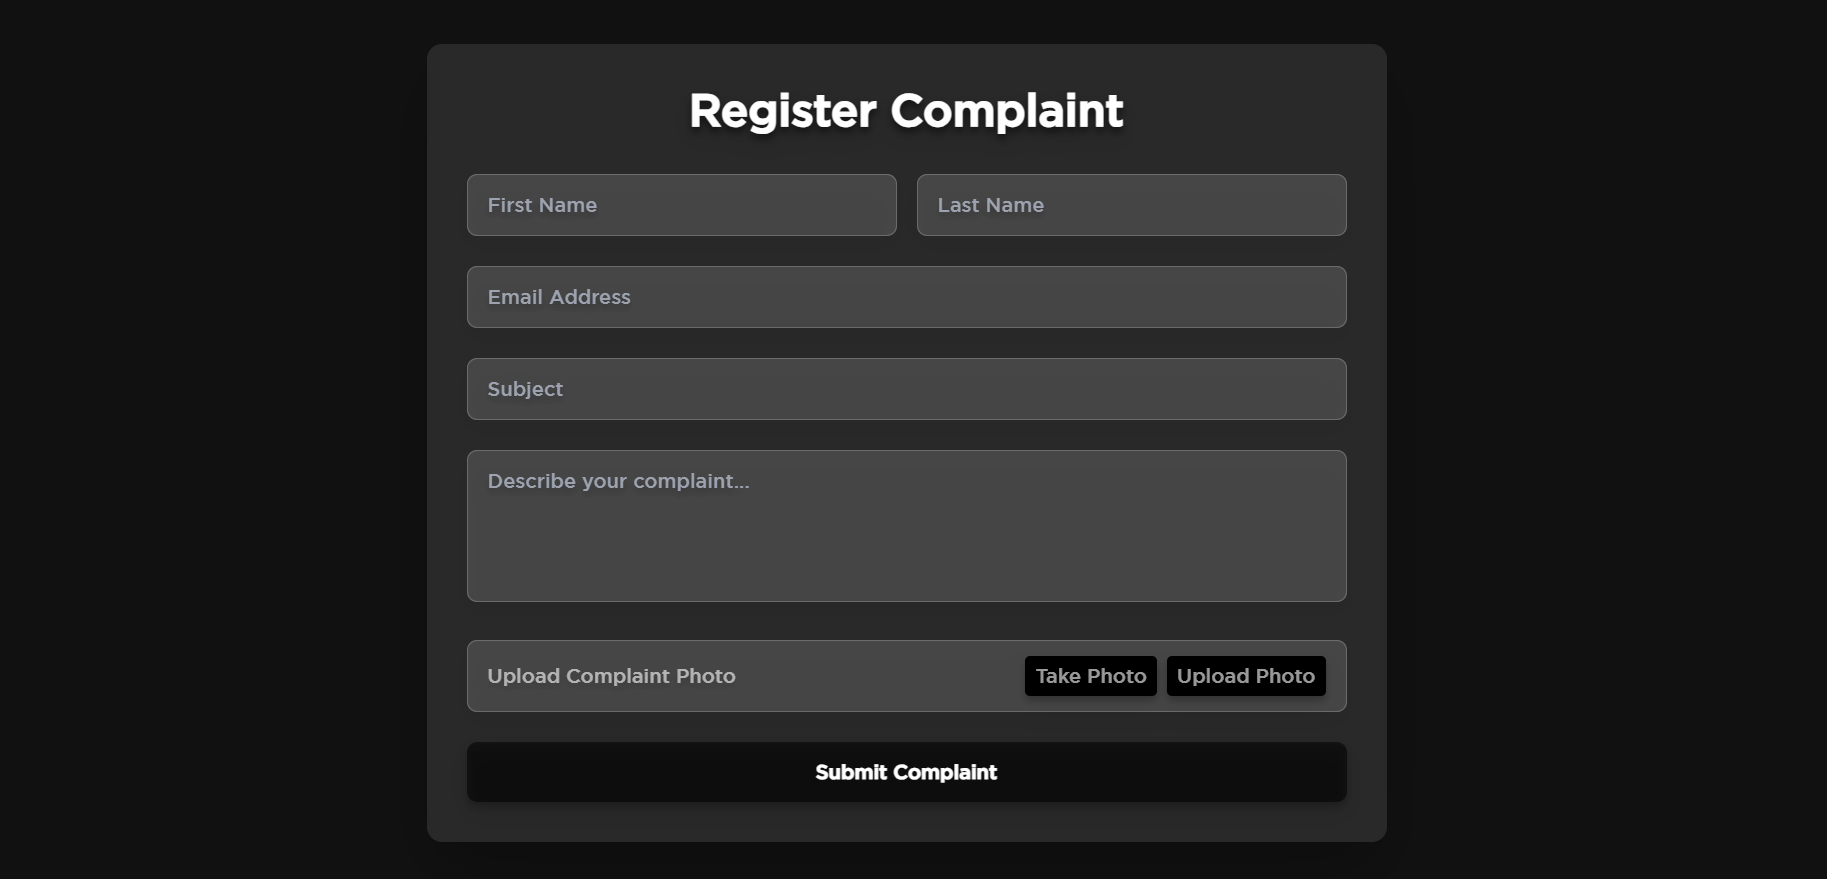 Register Complaint
First Name
Last Name
Email Address
Subject
Describe your complaint...
Upload Complaint Photo
Take Photo
Upload Photo
Submit Complaint